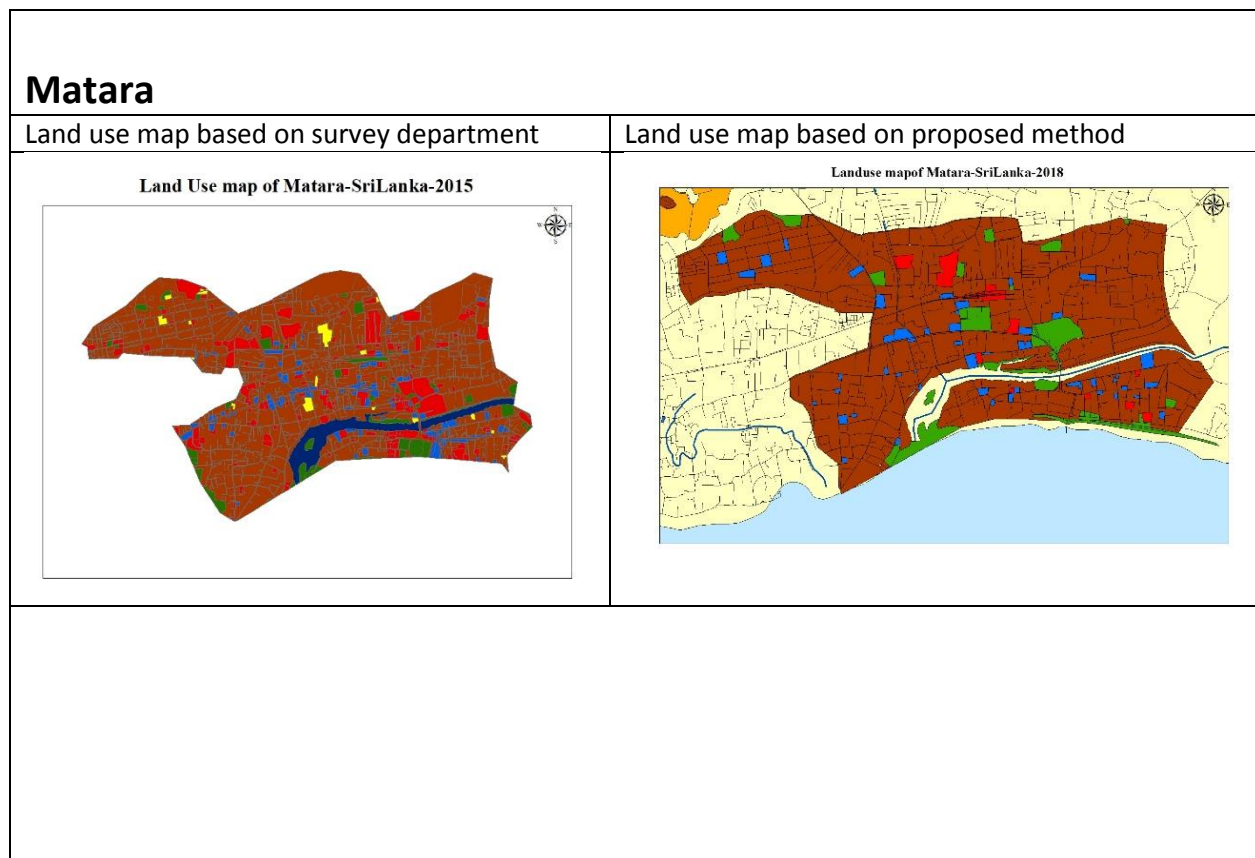 Matara
Land use map based on survey department
Land use map based on proposed method
Land Use map of Matara-SriLanka-2015
N
W E
S
Landuse mapof Matara-SriLanka-2018